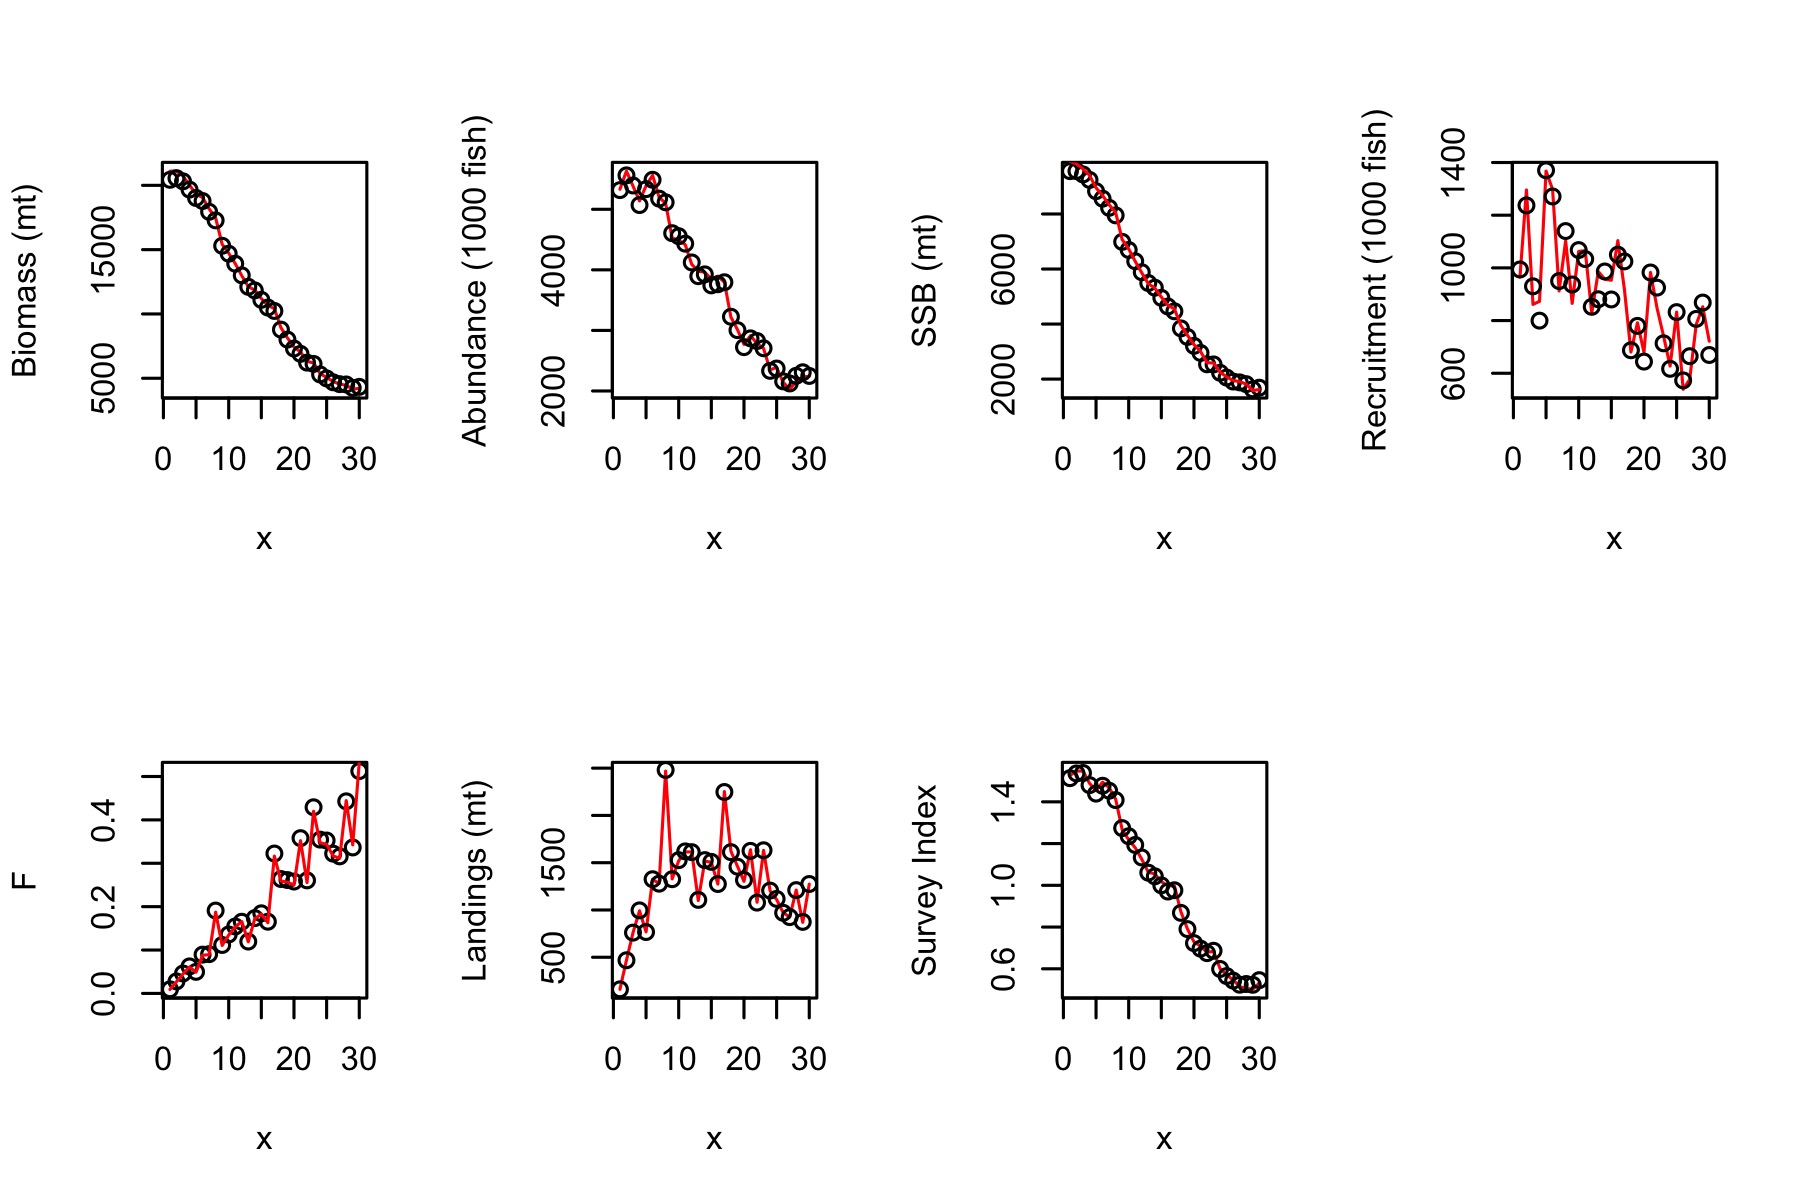 Biomass (mt)
5000 15000
0 10 20 30
x
Abundance (1000 fish)
2000 4000
0 10 20 30
x
SSB (mt)
2000 6000
0 10 20 30
x
Recruitment (1000 fish)
600 1000 1400
0 10 20 30
x
F
0.0 0.2 0.4
0 10 20 30
x
Landings (mt)
500 1500
0 10 20 30
x
Survey Index
0.6 1.0 1.4
0 10 20 30
x